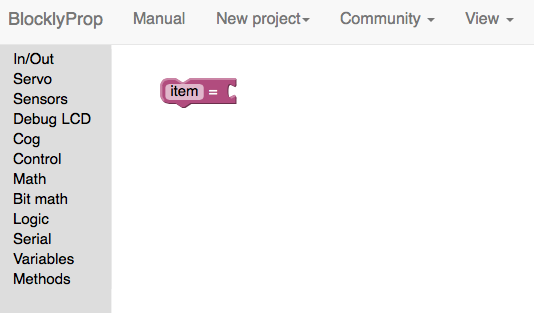 BlocklyProp Manual New project Community View
In/Out
Servo
Sensors
Debug LCD
Cog
Control
Math
Bit math
Logic
Serial
Variables
Methods
item =